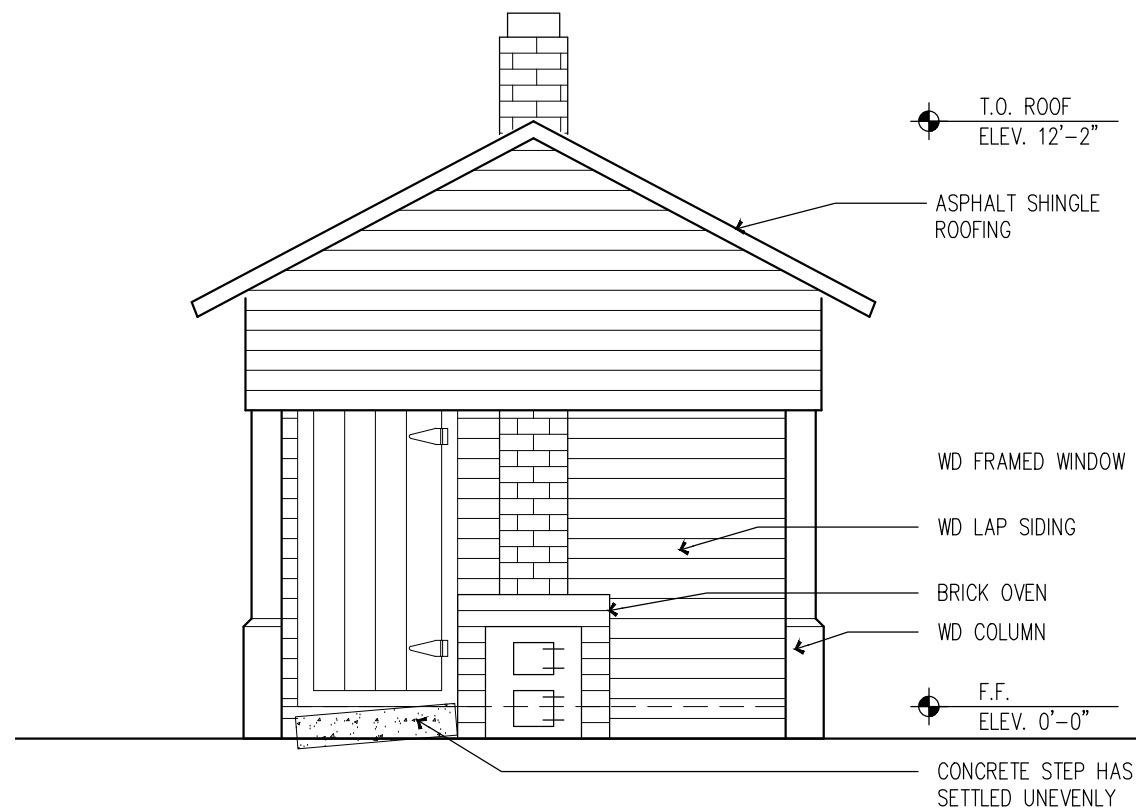 T.O. ROOF
ELEV. 12'-2"
ASPHALT SHINGLE
ROOFING
WD FRAMED WINDOW
WD LAP SIDING
BRICK OVEN
WD COLUMN
F.F.
ELEV. 0'-0"
CONCRETE STEP HAS
SETTLED UNEVENLY